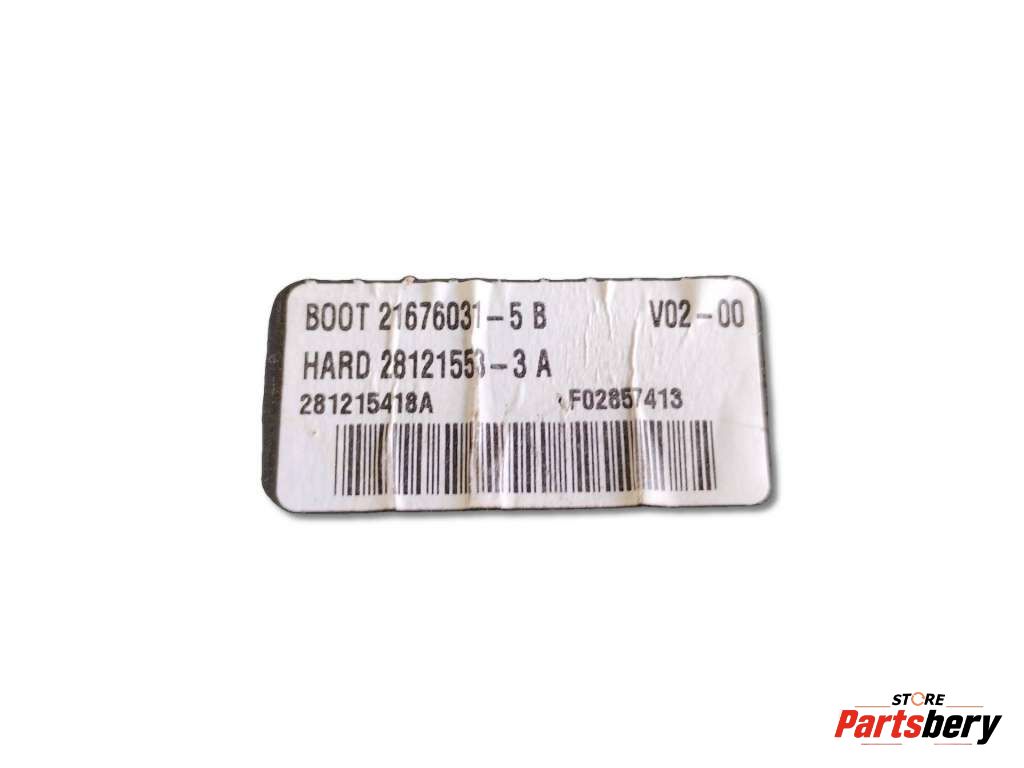 BOOT 21676031-5 B V02-00
HARD 28121553-3 A
281215418A F02857413
STORE
Partsbery